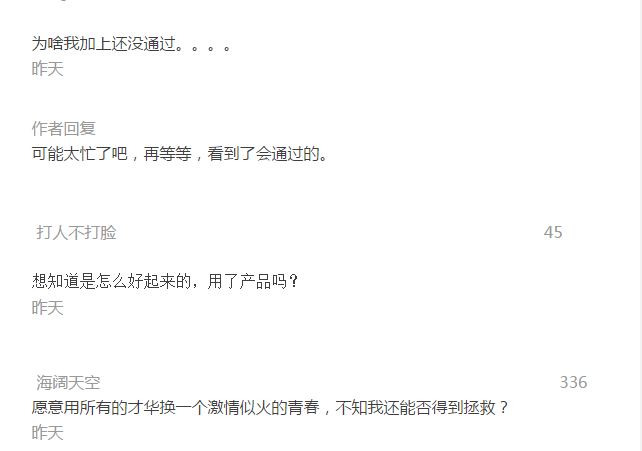 为啥我加上还没通过。。。。
昨天
作者回复
可能太忙了吧，再等等，看到了会通过的。
打人不打脸 45
想知道是怎么好起来的，用了产品吗？
昨天
海阔天空 336
愿意用所有的才华换一个激情似火的青春，不知我还能否得到拯救？
昨天